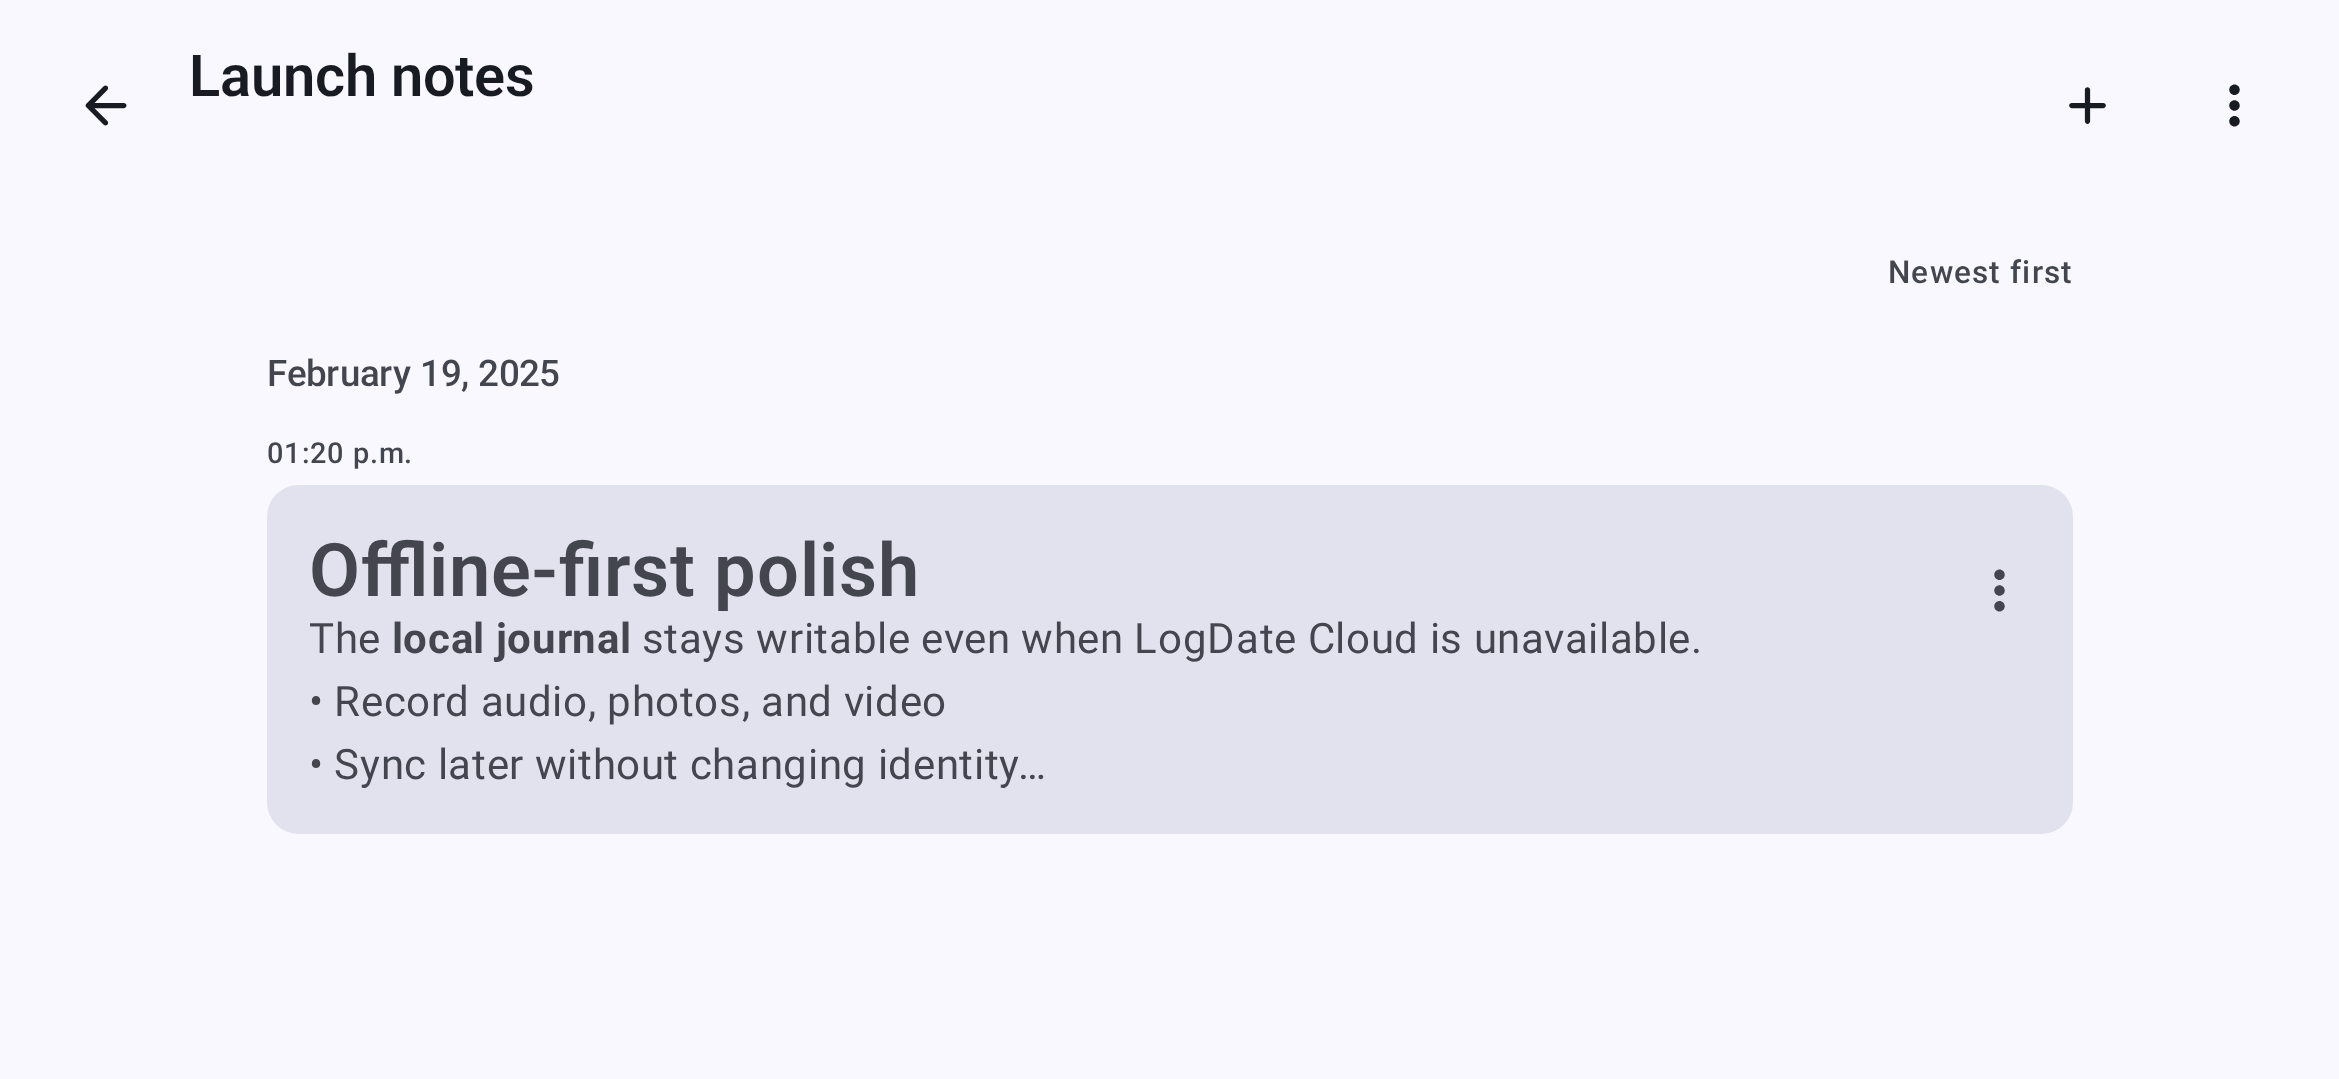 Launch notes
Newest first
February 19, 2025
01:20 p.m.
Offline-first polish
The local journal stays writable even when LogDate Cloud is unavailable.
• Record audio, photos, and video
• Sync later without changing identity…